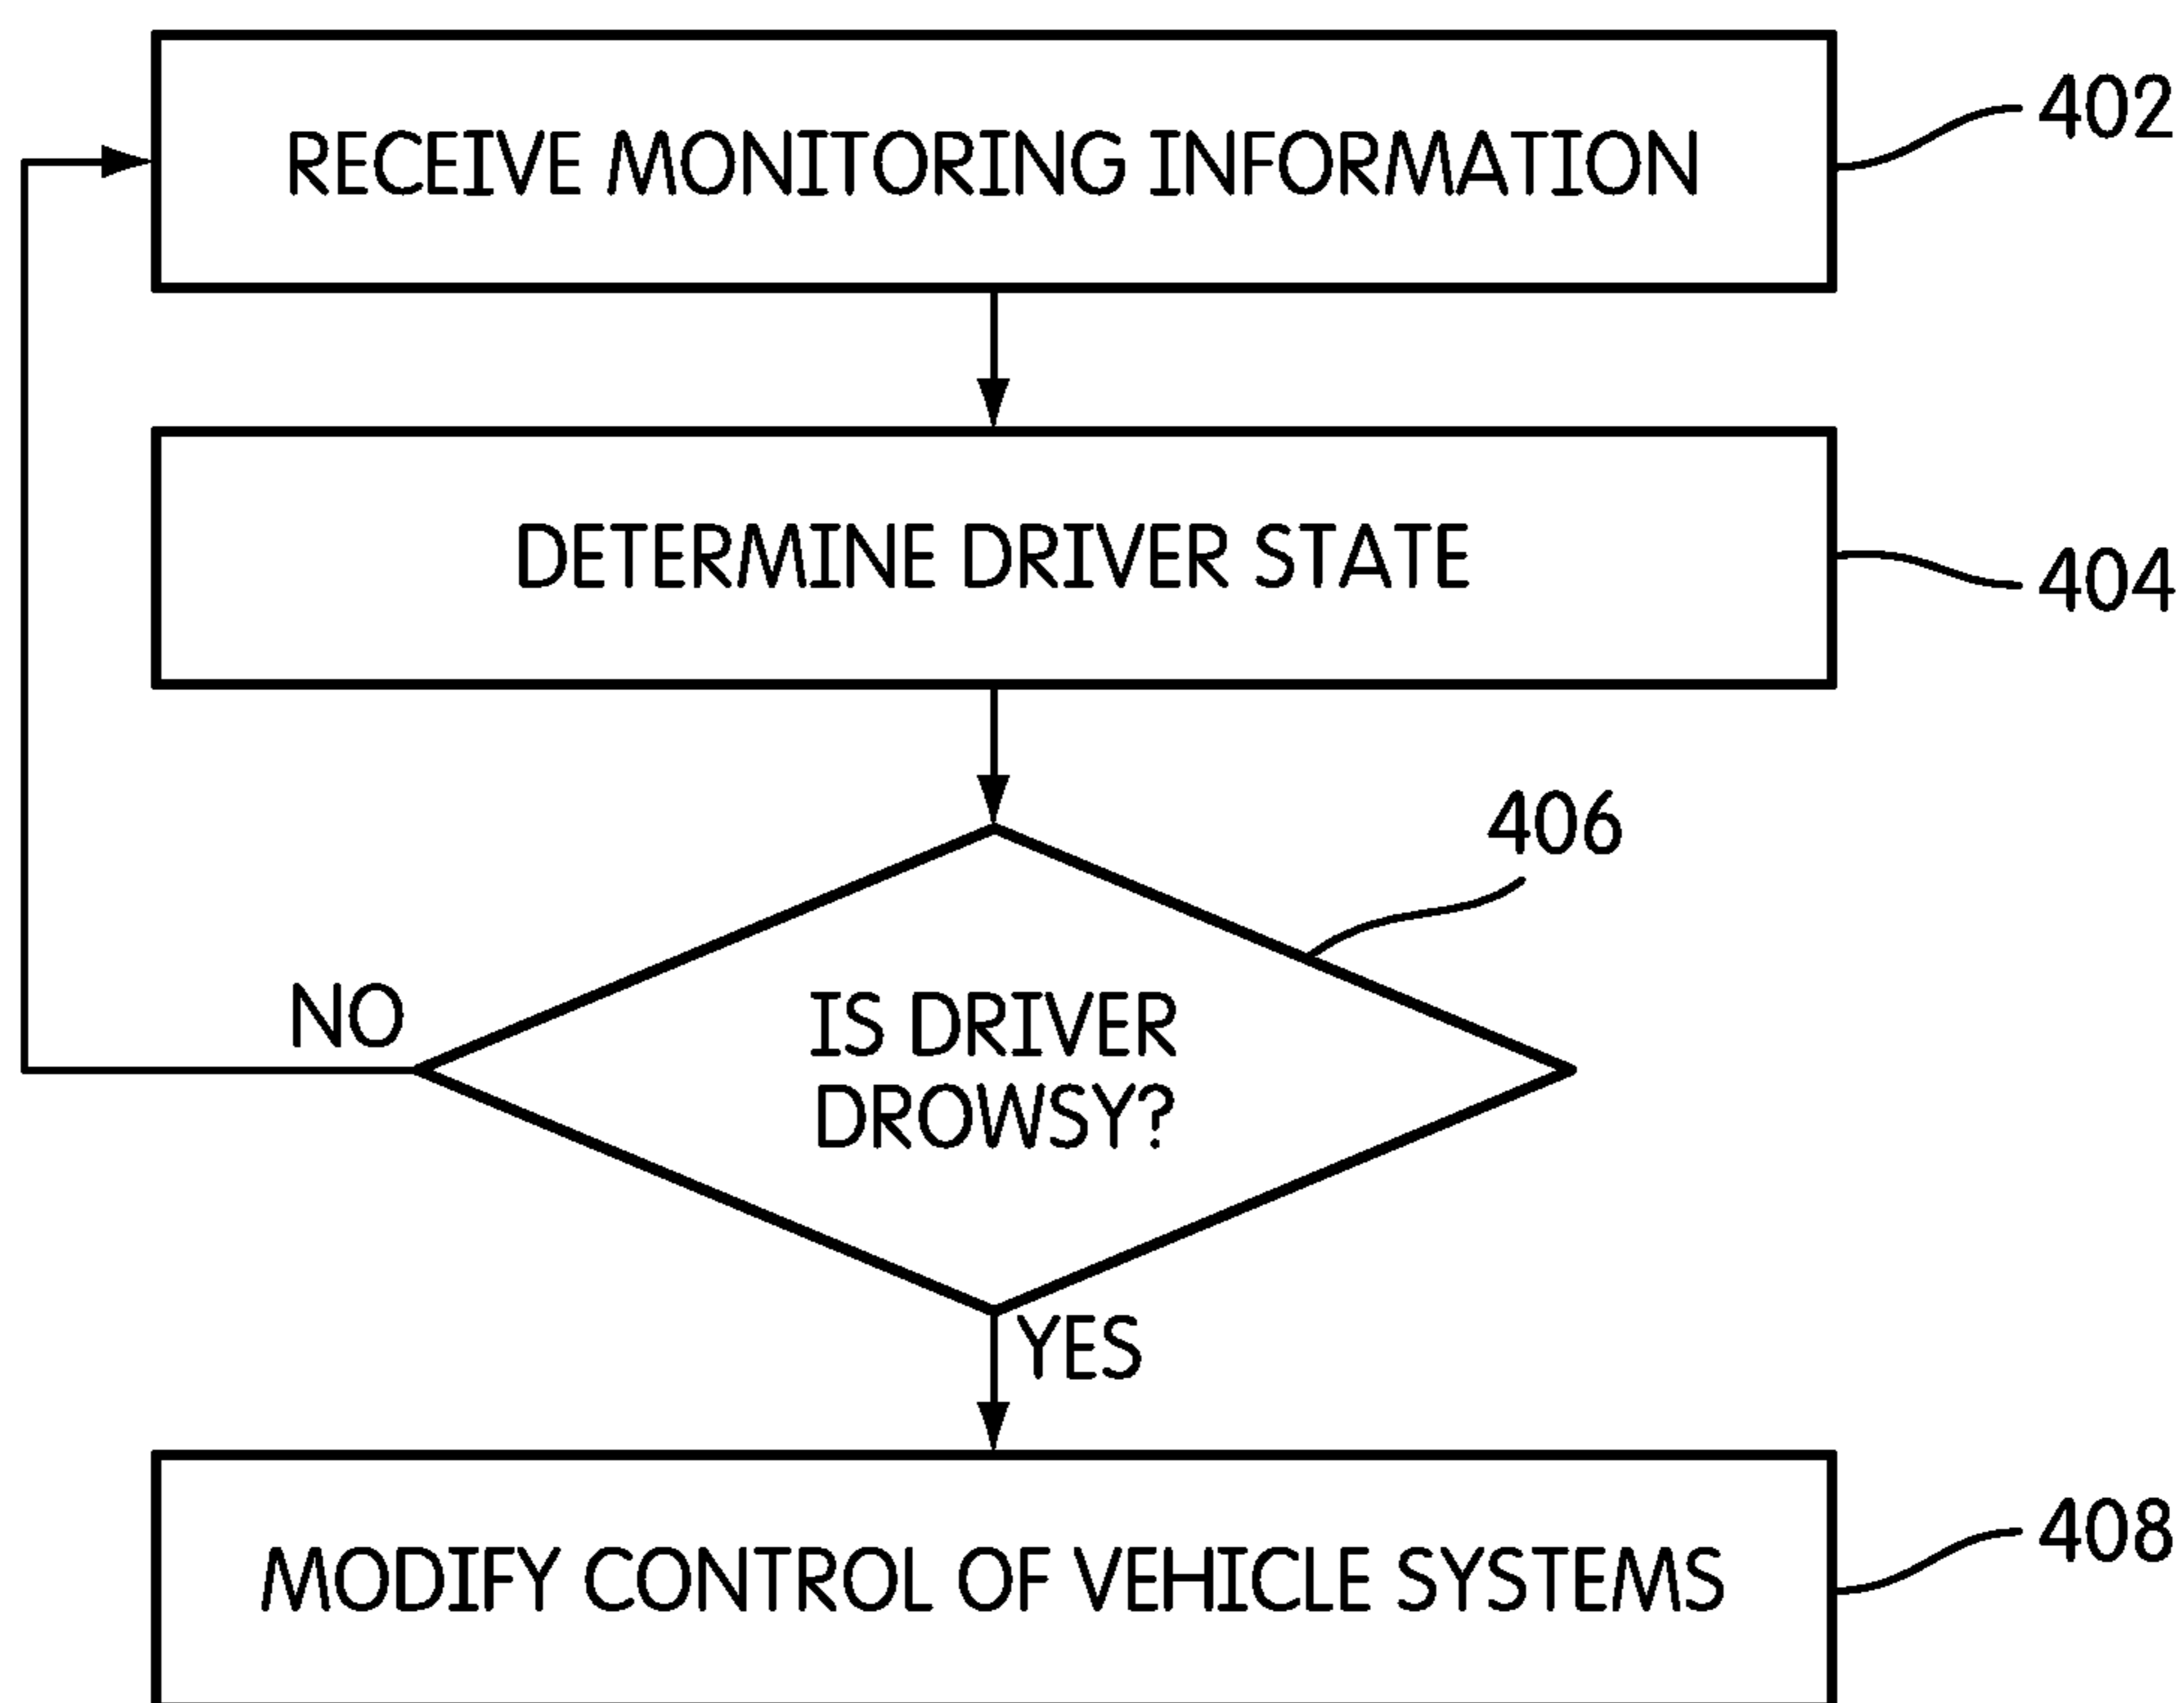 RECEIVE MONITORING INFORMATION
402
DETERMINE DRIVER STATE
404
406
IS DRIVER
DROWSY?
NO
YES
MODIFY CONTROL OF VEHICLE SYSTEMS
408